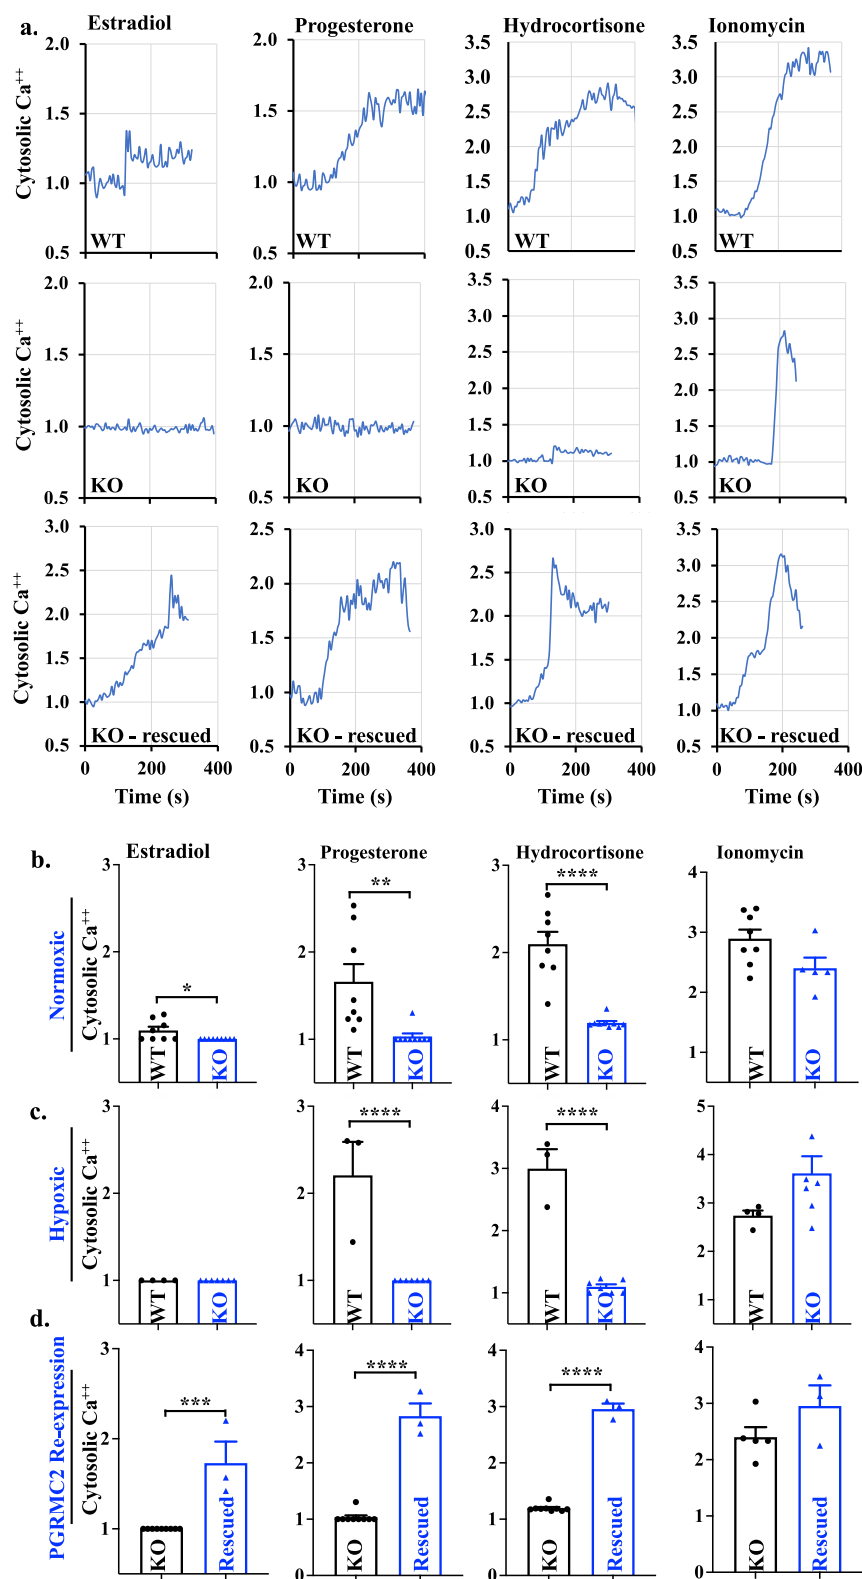 a.
Estradiol
Progesterone
Hydrocortisone
Ionomycin
Cytosolic Ca++
2.0
1.5
1.0
0.5
WT
2.0
1.5
1.0
0.5
WT
3.5
3.0
2.5
2.0
1.5
1.0
0.5
WT
3.5
3.0
2.5
2.0
1.5
1.0
0.5
WT
Cytosolic Ca++
2.0
1.5
1.0
0.5
KO
2.0
1.5
1.0
0.5
KO
3.5
3.0
2.5
2.0
1.5
1.0
0.5
KO
3.5
3.0
2.5
2.0
1.5
1.0
0.5
KO
Cytosolic Ca++
3.0
2.5
2.0
1.5
1.0
0.5
KO - rescued
0 200 400
Time (s)
2.5
2.0
1.5
1.0
0.5
KO - rescued
0 200 400
Time (s)
3.0
2.5
2.0
1.5
1.0
0.5
KO - rescued
0 200 400
Time (s)
3.5
3.0
2.5
2.0
1.5
1.0
0.5
KO - rescued
0 200 400
Time (s)
b.
Estradiol
Progesterone
Hydrocortisone
Ionomycin
Normoxic
Cytosolic Ca++
3
2
1
*
WT
KO
3
2
1
**
WT
KO
3
2
1
****
WT
KO
4
3
2
1
WT
KO
c.
Hypoxic
Cytosolic Ca++
3
2
1
WT
KO
3
2
1
****
WT
KO
4
3
2
1
****
WT
KO
5
4
3
2
1
WT
KO
d.
PGRMC2 Re-expression
Cytosolic Ca++
3
2
1
***
KO
Rescued
4
3
2
1
0
****
KO
Rescued
4
3
2
1
0
****
KO
Rescued
4
3
2
1
0
KO
Rescued